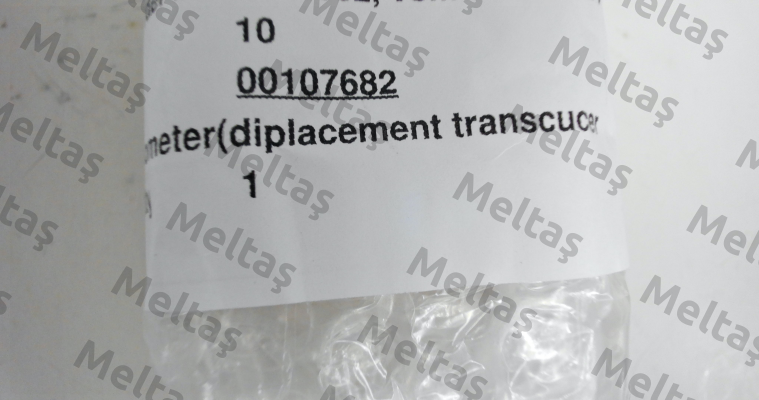 10
00107682
meter(diplacement transcucer
1
Meltaş